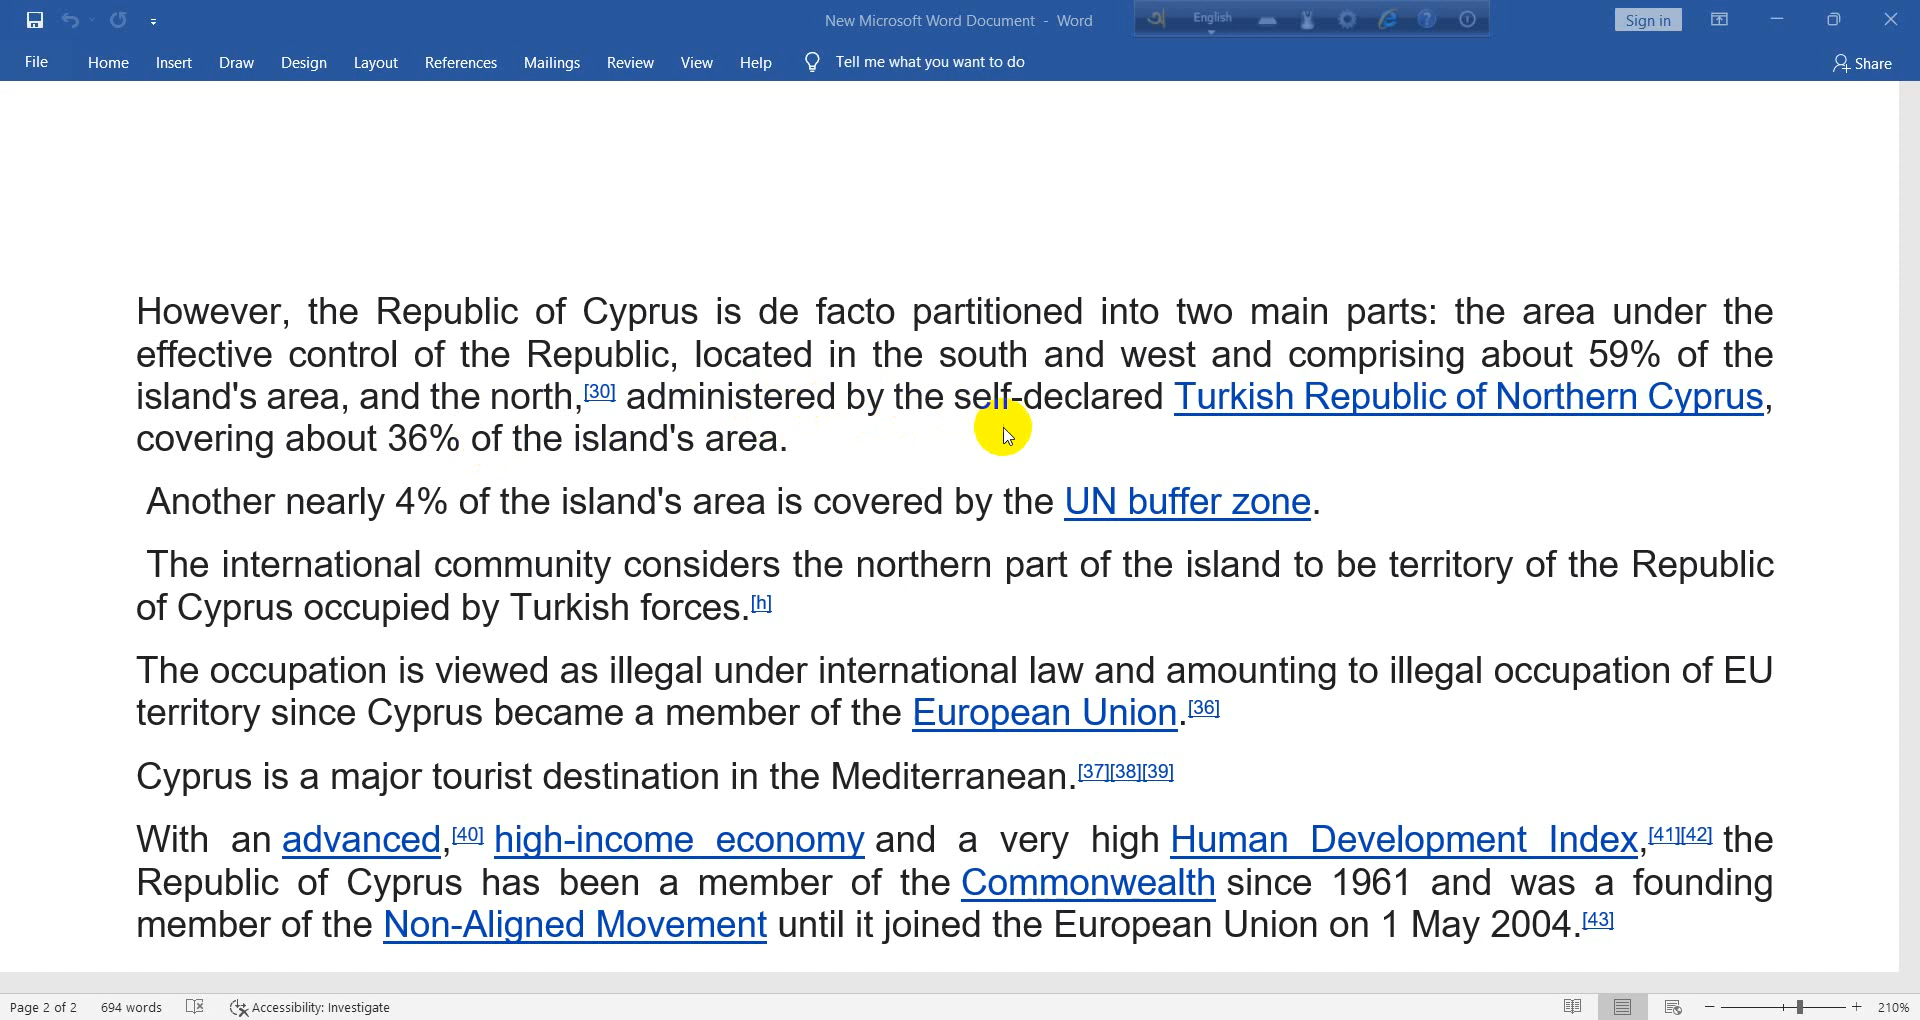 New Microsoft Word Document - Word
English
Sign in
File Home Insert Draw Design Layout References Mailings Review View Help Tell me what you want to do Share
However, the Republic of Cyprus is de facto partitioned into two main parts: the area under the
effective control of the Republic, located in the south and west and comprising about 59% of the
island's area, and the north,[30] administered by the self-declared Turkish Republic of Northern Cyprus,
covering about 36% of the island's area.
Another nearly 4% of the island's area is covered by the UN buffer zone.
The international community considers the northern part of the island to be territory of the Republic
of Cyprus occupied by Turkish forces.[h]
The occupation is viewed as illegal under international law and amounting to illegal occupation of EU
territory since Cyprus became a member of the European Union.[36]
Cyprus is a major tourist destination in the Mediterranean.[37][38][39]
With an advanced,[40] high-income economy and a very high Human Development Index,[41][42] the
Republic of Cyprus has been a member of the Commonwealth since 1961 and was a founding
member of the Non-Aligned Movement until it joined the European Union on 1 May 2004.[43]
Page 2 of 2 694 words Accessibility: Investigate 210%